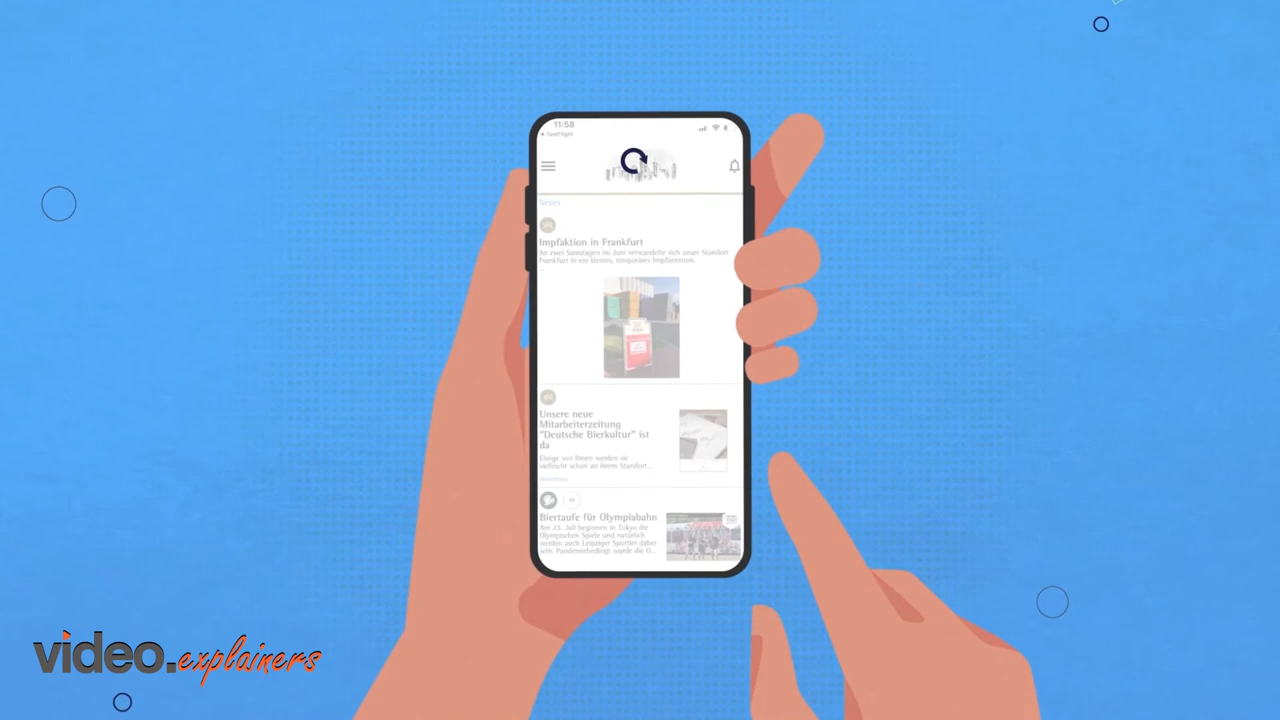 11:58
◀ TestFlight
News
Impfaktion in Frankfurt
An zwei Samstagen im Juni verwandelte sich unser Standort
Frankfurt in ein kleines, temporäres Impfzentrum.
...
Unsere neue
Mitarbeiterzeitung
"Deutsche Bierkultur" ist
da
Einige von Ihnen werden sie
vielleicht schon an ihrem Standort...
Biertaufe für Olympiabahn
Am 23. Juli beginnen in Tokyo die
Olympischen Spiele und natürlich
werden auch Leipziger Sportler dabei
sein. Pandemiebedingt wurde die O...
video.explainers